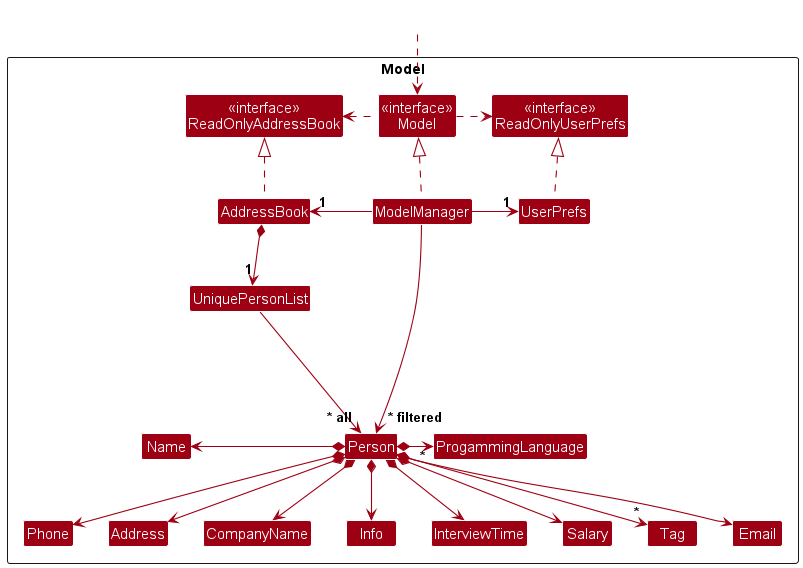 Model
«interface»
ReadOnlyAddressBook
«interface»
Model
«interface»
ReadOnlyUserPrefs
AddressBook
1
ModelManager
1
UserPrefs
1
UniquePersonList
* all
* filtered
Name
Person
*
ProgammingLanguage
*
Phone
Address
CompanyName
Info
InterviewTime
Salary
Tag
Email